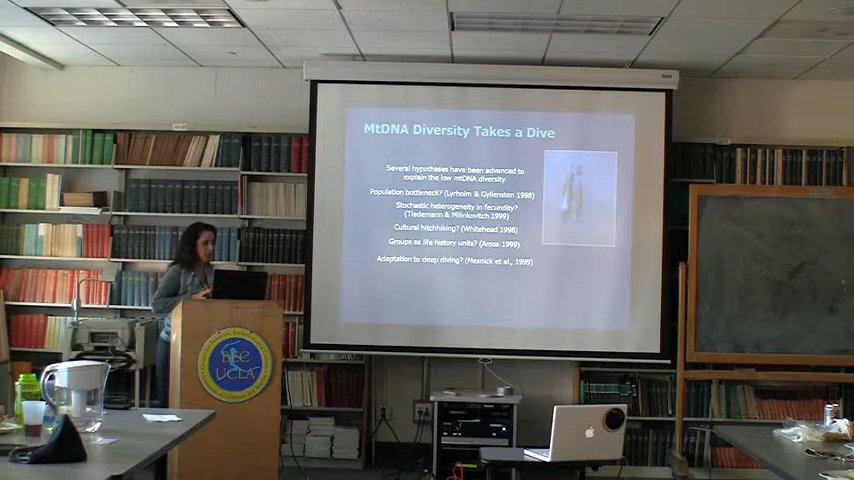 MtDNA Diversity Takes a Dive
Several hypotheses have been advanced to
explain the low mtDNA diversity.
Population bottleneck? (Lyrholm & Gyllensten 1998)
Stochastic heterogeneity in fecundity?
(Tiedemann & Milinkovitch 1999)
Cultural hitchhiking? (Whitehead 1998)
Groups as life history units? (Amos 1999)
Adaptation to deep diving? (Mesnick et al., 1999)
BEC
UCLA